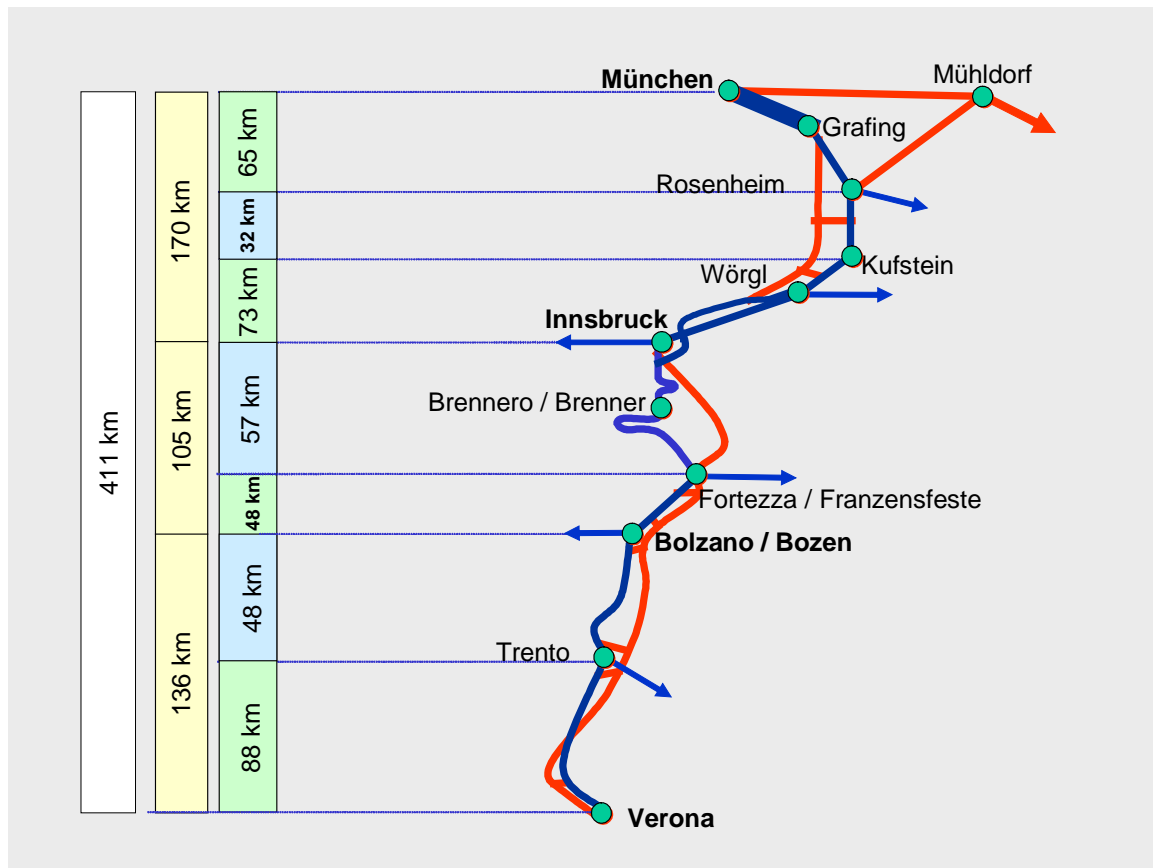 München
Mühldorf
Grafing
Rosenheim
Kufstein
Wörgl
Innsbruck
Brennero / Brenner
Fortezza / Franzensfeste
Bolzano / Bozen
Trento
Verona
411 km
170 km
105 km
136 km
65 km
32 km
73 km
57 km
48 km
48 km
88 km